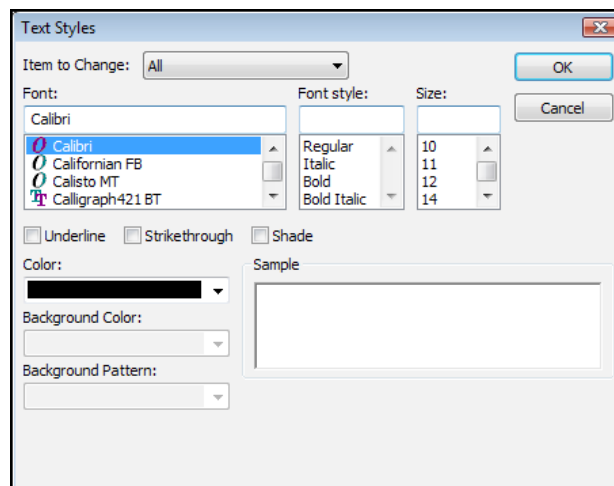 Text Styles
Item to Change: All
OK
Font: Font style: Size:
Cancel
Calibri
Calibri Regular 10
Californian FB Italic 11
Calisto MT Bold 12
Calligraph421 BT Bold Italic 14
Underline Strikethrough Shade
Color: Sample
Background Color:
Background Pattern: